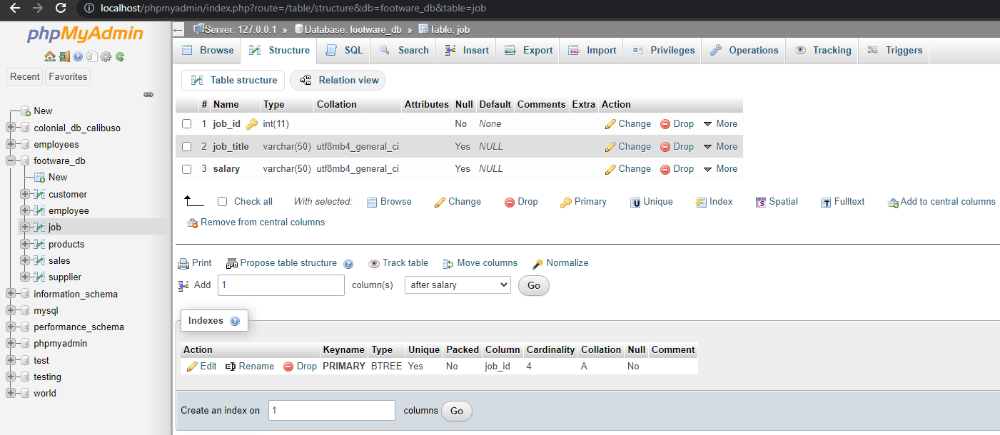 localhost/phpmyadmin/index.php?route=/table/structure&db=footware_db&table=job
phpMyAdmin
Recent Favorites
New
colonial_db_calibuso
employees
footware_db
New
customer
employee
job
products
sales
supplier
information_schema
mysql
performance_schema
phpmyadmin
test
testing
world
Server: 127.0.0.1 » Database: footware_db » Table: job
Browse Structure SQL Search Insert Export Import Privileges Operations Tracking Triggers
Table structure Relation view
# Name Type Collation Attributes Null Default Comments Extra Action
1 job_id int(11) No None Change Drop More
2 job_title varchar(50) utf8mb4_general_ci Yes NULL Change Drop More
3 salary varchar(50) utf8mb4_general_ci Yes NULL Change Drop More
Check all With selected: Browse Change Drop Primary Unique Index Spatial Fulltext Add to central columns
Remove from central columns
Print Propose table structure Track table Move columns Normalize
Add 1 column(s) after salary Go
Indexes
Action Keyname Type Unique Packed Column Cardinality Collation Null Comment
Edit Rename Drop PRIMARY BTREE Yes No job_id 4 A No
Create an index on 1 columns Go